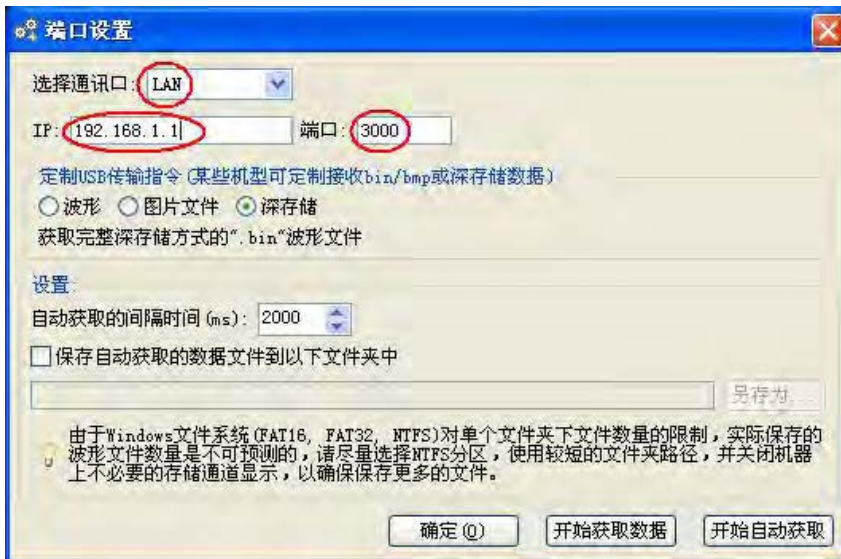 端口设置
选择通讯口: LAN
IP: 192.168.1.1 端口: 3000
定制USB传输指令(某些机型可定制接收bin/bmp或深存储数据)
波形 图片文件 深存储
获取完整深存储方式的".bin"波形文件
设置:
自动获取的间隔时间(ms): 2000
保存自动获取的数据文件到以下文件夹中
另存为...
由于Windows文件系统(FAT16, FAT32, NTFS)对单个文件夹下文件数量的限制，实际保存的
波形文件数量是不可预测的，请尽量选择NTFS分区，使用较短的文件夹路径，并关闭机器
上不必要的存储通道显示，以确保保存更多的文件。
确定(O) 开始获取数据 开始自动获取